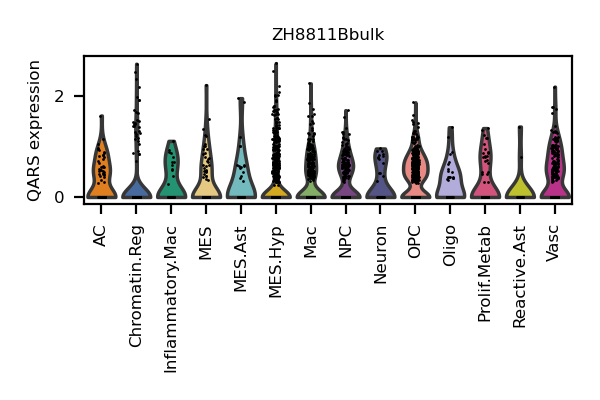 ZH8811Bbulk
QARS expression
2
0
AC
Chromatin.Reg
Inflammatory.Mac
MES
MES.Ast
MES.Hyp
Mac
NPC
Neuron
OPC
Oligo
Prolif.Metab
Reactive.Ast
Vasc